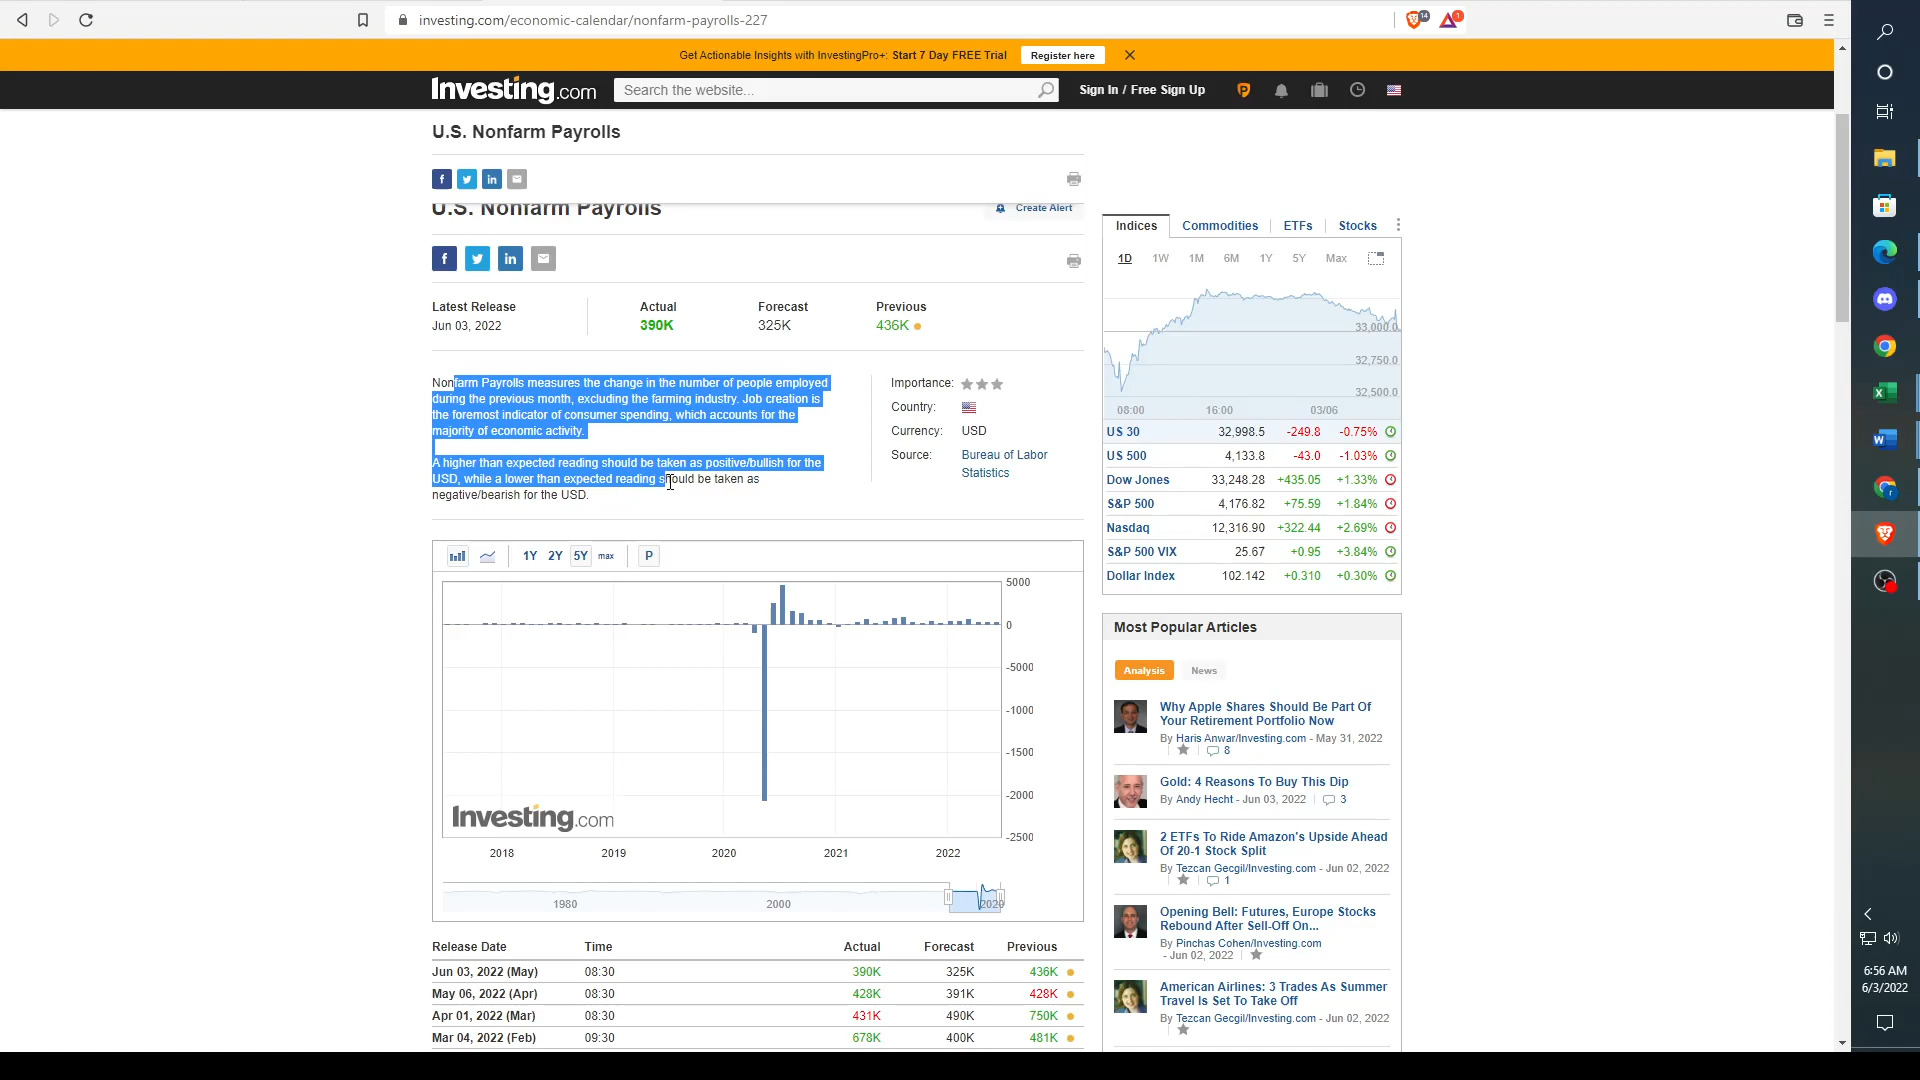 investing.com/economic-calendar/nonfarm-payrolls-227
14
1
Get Actionable Insights with InvestingPro+: Start 7 Day FREE Trial
Register here
Investing.com
Search the website...
Sign In / Free Sign Up
U.S. Nonfarm Payrolls
U.S. Nonfarm Payrolls
Create Alert
Latest Release
Jun 03, 2022
Actual
390K
Forecast
325K
Previous
436K
Nonfarm Payrolls measures the change in the number of people employed
during the previous month, excluding the farming industry. Job creation is
the foremost indicator of consumer spending, which accounts for the
majority of economic activity.
A higher than expected reading should be taken as positive/bullish for the
USD, while a lower than expected reading should be taken as
negative/bearish for the USD.
Importance:
Country:
Currency: USD
Source: Bureau of Labor
Statistics
1Y 2Y 5Y max P
5000
0
-5000
-1000
-1500
-2000
-2500
Investing.com
2018 2019 2020 2021 2022
1980 2000 2020
Release Date Time Actual Forecast Previous
Jun 03, 2022 (May) 08:30 390K 325K 436K
May 06, 2022 (Apr) 08:30 428K 391K 428K
Apr 01, 2022 (Mar) 08:30 431K 490K 750K
Mar 04, 2022 (Feb) 09:30 678K 400K 481K
Indices Commodities ETFs Stocks
1D 1W 1M 6M 1Y 5Y Max
33,000.0
32,750.0
32,500.0
08:00 16:00 03/06
US 30 32,998.5 -249.8 -0.75%
US 500 4,133.8 -43.0 -1.03%
Dow Jones 33,248.28 +435.05 +1.33%
S&P 500 4,176.82 +75.59 +1.84%
Nasdaq 12,316.90 +322.44 +2.69%
S&P 500 VIX 25.67 +0.95 +3.84%
Dollar Index 102.142 +0.310 +0.30%
Most Popular Articles
Analysis News
Why Apple Shares Should Be Part Of
Your Retirement Portfolio Now
By Haris Anwar/Investing.com - May 31, 2022
8
Gold: 4 Reasons To Buy This Dip
By Andy Hecht - Jun 03, 2022 3
2 ETFs To Ride Amazon's Upside Ahead
Of 20-1 Stock Split
By Tezcan Gecgil/Investing.com - Jun 02, 2022
1
Opening Bell: Futures, Europe Stocks
Rebound After Sell-Off On...
By Pinchas Cohen/Investing.com
- Jun 02, 2022
American Airlines: 3 Trades As Summer
Travel Is Set To Take Off
By Tezcan Gecgil/Investing.com - Jun 02, 2022
6:56 AM
6/3/2022